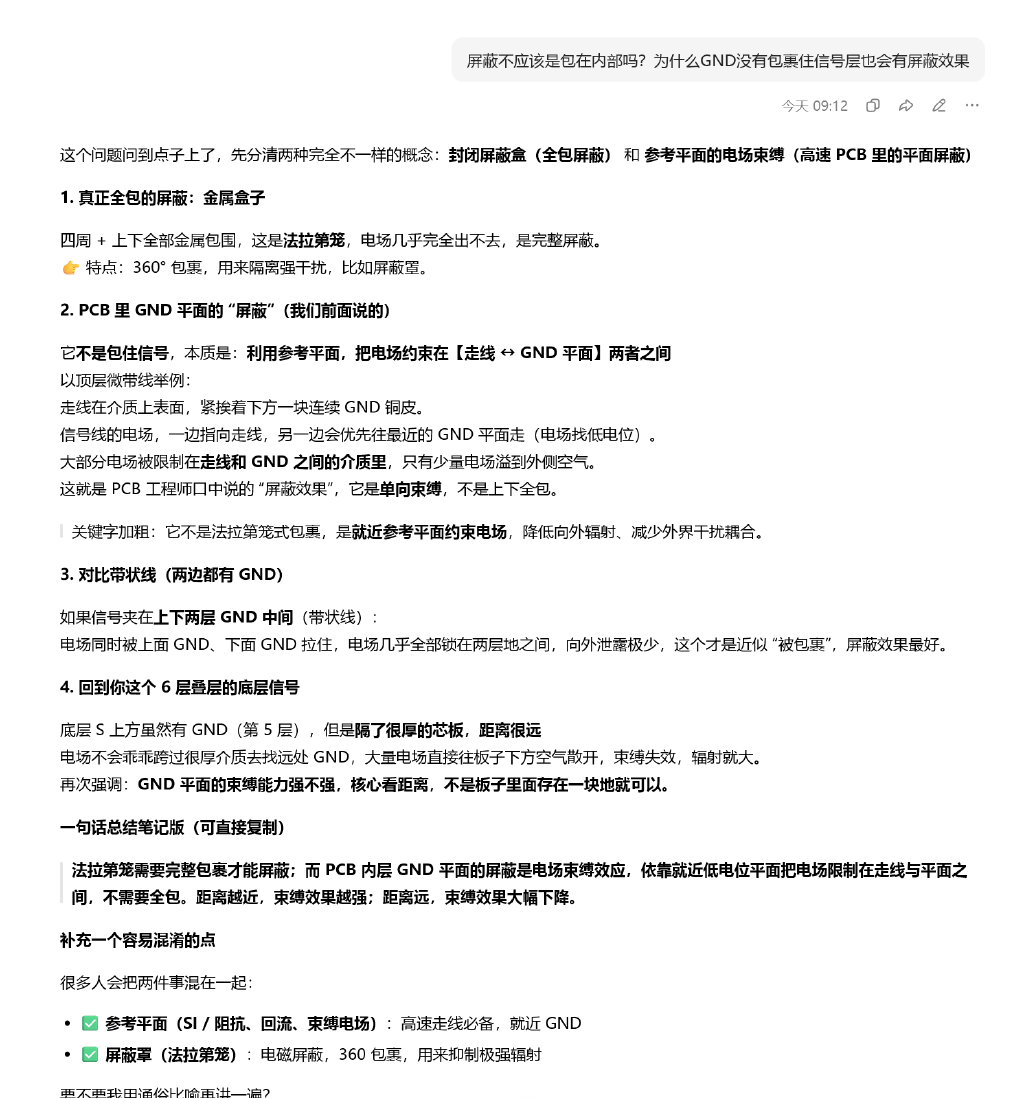 屏蔽不应该是包在内部吗？为什么GND没有包裹住信号层也会有屏蔽效果
今天 09:12
这个问题问到点子上了，先分清两种完全不一样的概念：封闭屏蔽盒（全包屏蔽） 和 参考平面的电场束缚（高速 PCB 里的平面屏蔽）
1. 真正全包的屏蔽：金属盒子
四周 + 上下全部金属包围，这是法拉第笼，电场几乎完全出不去，是完整屏蔽。
👉 特点：360° 包裹，用来隔离强干扰，比如屏蔽罩。
2. PCB 里 GND 平面的 “屏蔽”（我们前面说的）
它不是包住信号，本质是：利用参考平面，把电场约束在【走线 ↔ GND 平面】两者之间
以顶层微带线举例：
走线在介质上表面，紧挨着下方一块连续 GND 铜皮。
信号线的电场，一边指向走线，另一边会优先往最近的 GND 平面走（电场找低电位）。
大部分电场被限制在走线和 GND 之间的介质里，只有少量电场溢到外侧空气。
这就是 PCB 工程师口中说的 “屏蔽效果”，它是单向束缚，不是上下全包。
关键字加粗：它不是法拉第笼式包裹，是就近参考平面约束电场，降低向外辐射、减少外界干扰耦合。
3. 对比带状线（两边都有 GND）
如果信号夹在上下两层 GND 中间（带状线）：
电场同时被上面 GND、下面 GND 拉住，电场几乎全部锁在两层地之间，向外泄露极少，这个才是近似 “被包裹”，屏蔽效果最好。
4. 回到你这个 6 层叠层的底层信号
底层 S 上方虽然有 GND（第 5 层），但是隔了很厚的芯板，距离很远
电场不会乖乖跨过很厚介质去找远处 GND，大量电场直接往板子下方空气散开，束缚失效，辐射就大。
再次强调：GND 平面的束缚能力强不强，核心看距离，不是板子里面存在一块地就可以。
一句话总结笔记版（可直接复制）
法拉第笼需要完整包裹才能屏蔽；而 PCB 内层 GND 平面的屏蔽是电场束缚效应，依靠就近低电位平面把电场限制在走线与平面之
间，不需要全包。距离越近，束缚效果越强；距离远，束缚效果大幅下降。
补充一个容易混淆的点
很多人会把两件事混在一起：
• ✅ 参考平面（SI / 阻抗、回流、束缚电场）：高速走线必备，就近 GND
• ✅ 屏蔽罩（法拉第笼）：电磁屏蔽，360 包裹，用来抑制极强辐射
要不要我用通俗比喻再讲一遍？